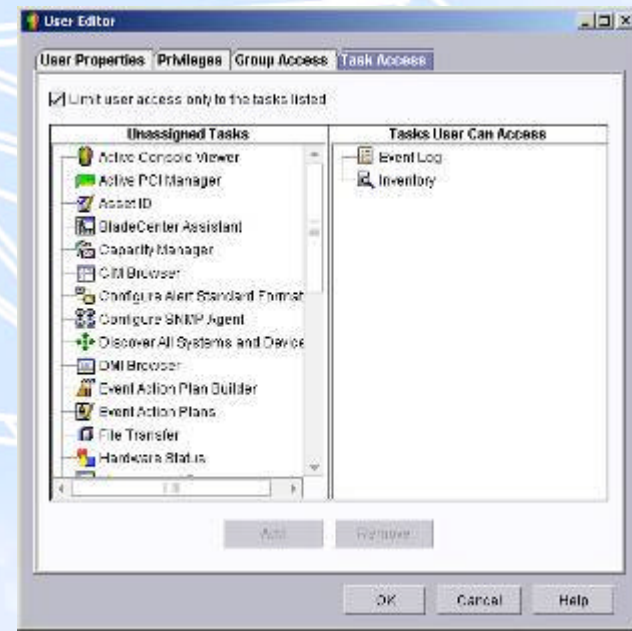 User Editor
User Properties
Privileges
Group Access
Task Access
Limit user access only to the tasks listed
Unassigned Tasks
Active Console Viewer
Active PCI Manager
Asset ID
BladeCenter Assistant
Capacity Manager
CIM Browser
Configure Alert Standard Format
Configure SNMP Agent
Discover All Systems and Device
DMI Browser
Event Action Plan Builder
Event Action Plans
File Transfer
Hardware Status
Tasks User Can Access
Event Log
Inventory
Add
Remove
OK
Cancel
Help